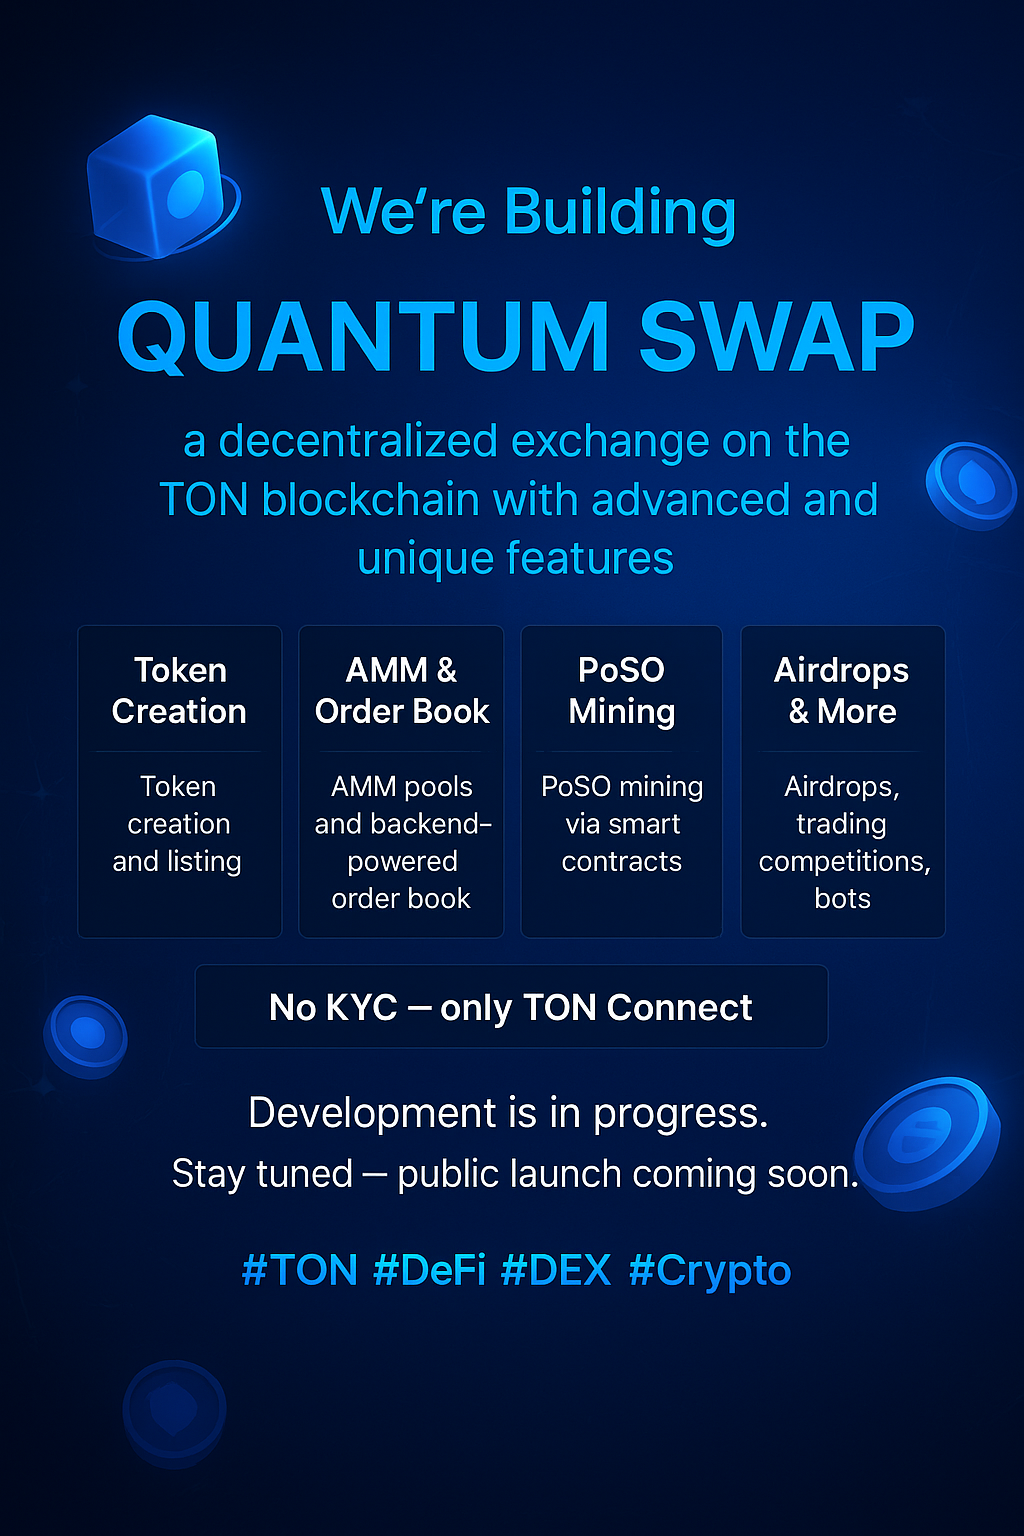 We‘re Building
QUANTUM SWAP
a decentralized exchange on the
TON blockchain with advanced and
unique features
Token
Creation
Token
creation
and listing
AMM &
Order Book
AMM pools
and backend–
powered
order book
PoSO
Mining
PoSO mining
via smart
contracts
Airdrops
& More
Airdrops,
trading
competitions,
bots
No KYC – only TON Connect
Development is in progress.
Stay tuned – public launch coming soon.
#TON #DeFi #DEX #Crypto